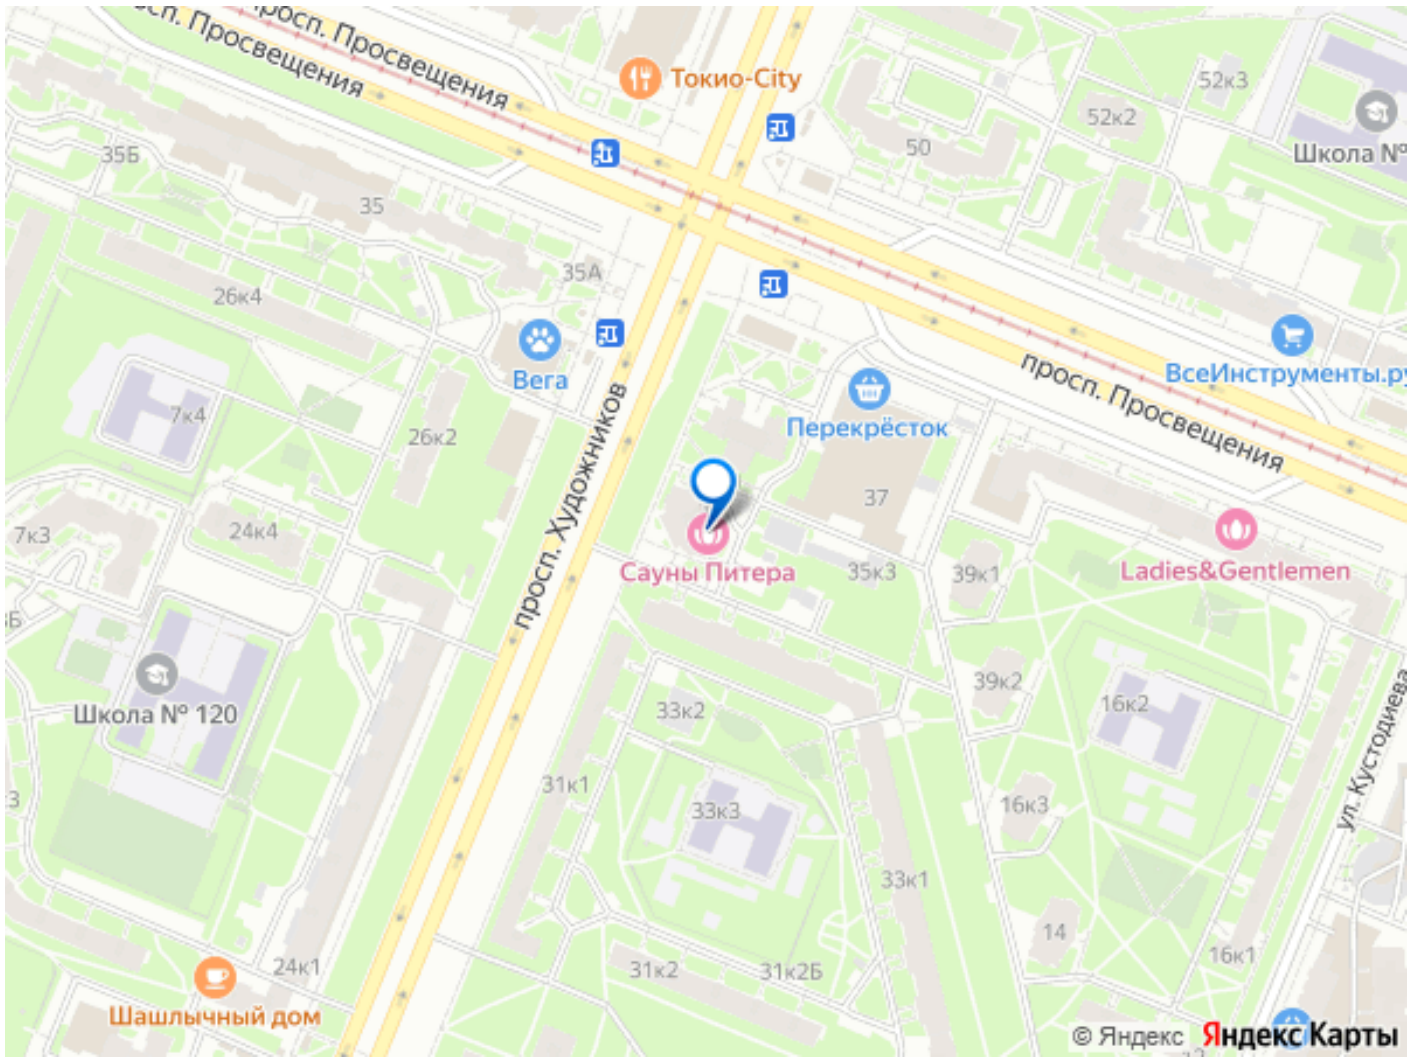 просп. Просвещения
просп. Просвещения
Токио-City
52к3
52к2
50
Школа №
35Б
35
35А
26к4
Вега
ВсеИнструменты.ру
просп. Просвещения
Перекрёсток
7к4
26к2
просп. Художников
37
7к3
24к4
Сауны Питера
35к3
39к1
Ladies&Gentlemen
Школа № 120
33к2
39к2
16к2
ул. Кустодиева
31к1
33к3
16к3
33к1
14
24к1
31к2
31к2Б
16к1
Шашлычный дом
© Яндекс Яндекс Карты